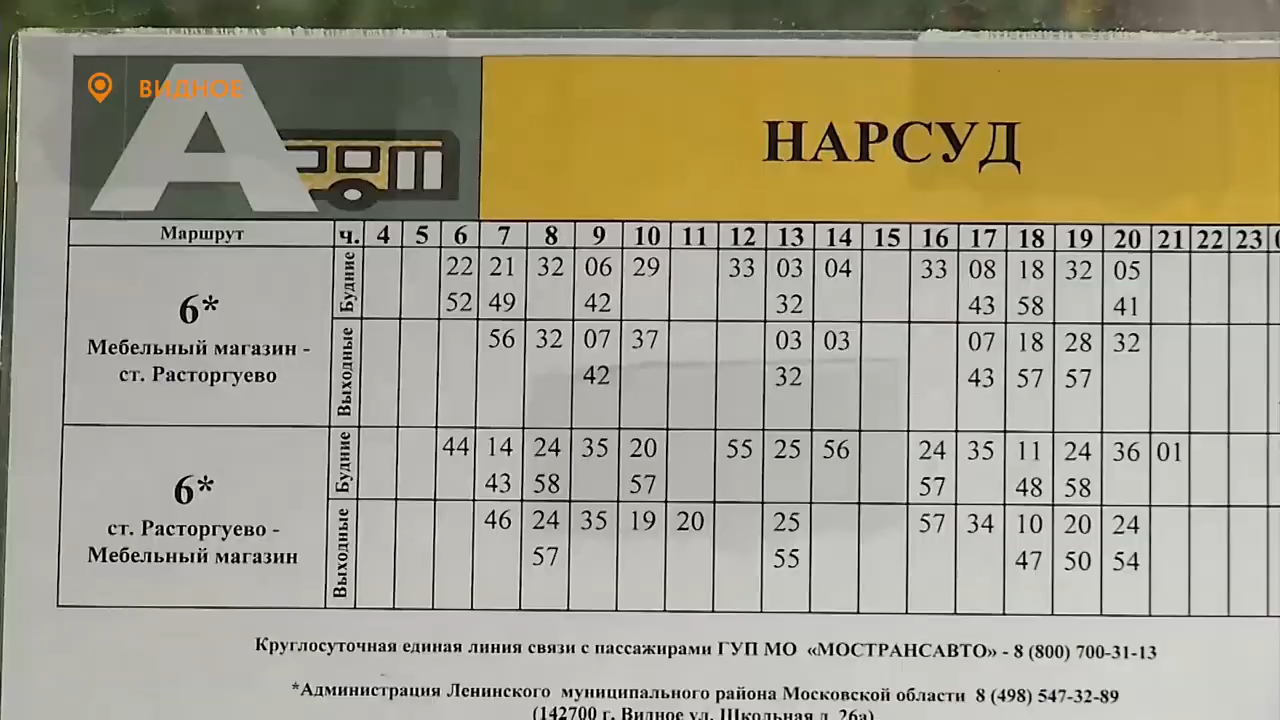 ВИДНОЕ
А
НАРСУД
Маршрут ч. 4 5 6 7 8 9 10 11 12 13 14 15 16 17 18 19 20 21 22 23
6*
Мебельный магазин -
ст. Расторгуево
Будние 22 21 32 06 29 33 03 04 33 08 18 32 05
52 49 42 32 43 58 41
Выходные 56 32 07 37 03 03 07 18 28 32
42 32 43 57 57
6*
ст. Расторгуево -
Мебельный магазин
Будние 44 14 24 35 20 55 25 56 24 35 11 24 36 01
43 58 57 57 48 58
Выходные 46 24 35 19 20 25 57 34 10 20 24
57 55 47 50 54
Круглосуточная единая линия связи с пассажирами ГУП МО «МОСТРАНСАВТО» - 8 (800) 700-31-13
*Администрация Ленинского муниципального района Московской области 8 (498) 547-32-89
(142700 г. Видное ул. Школьная д. 26а)